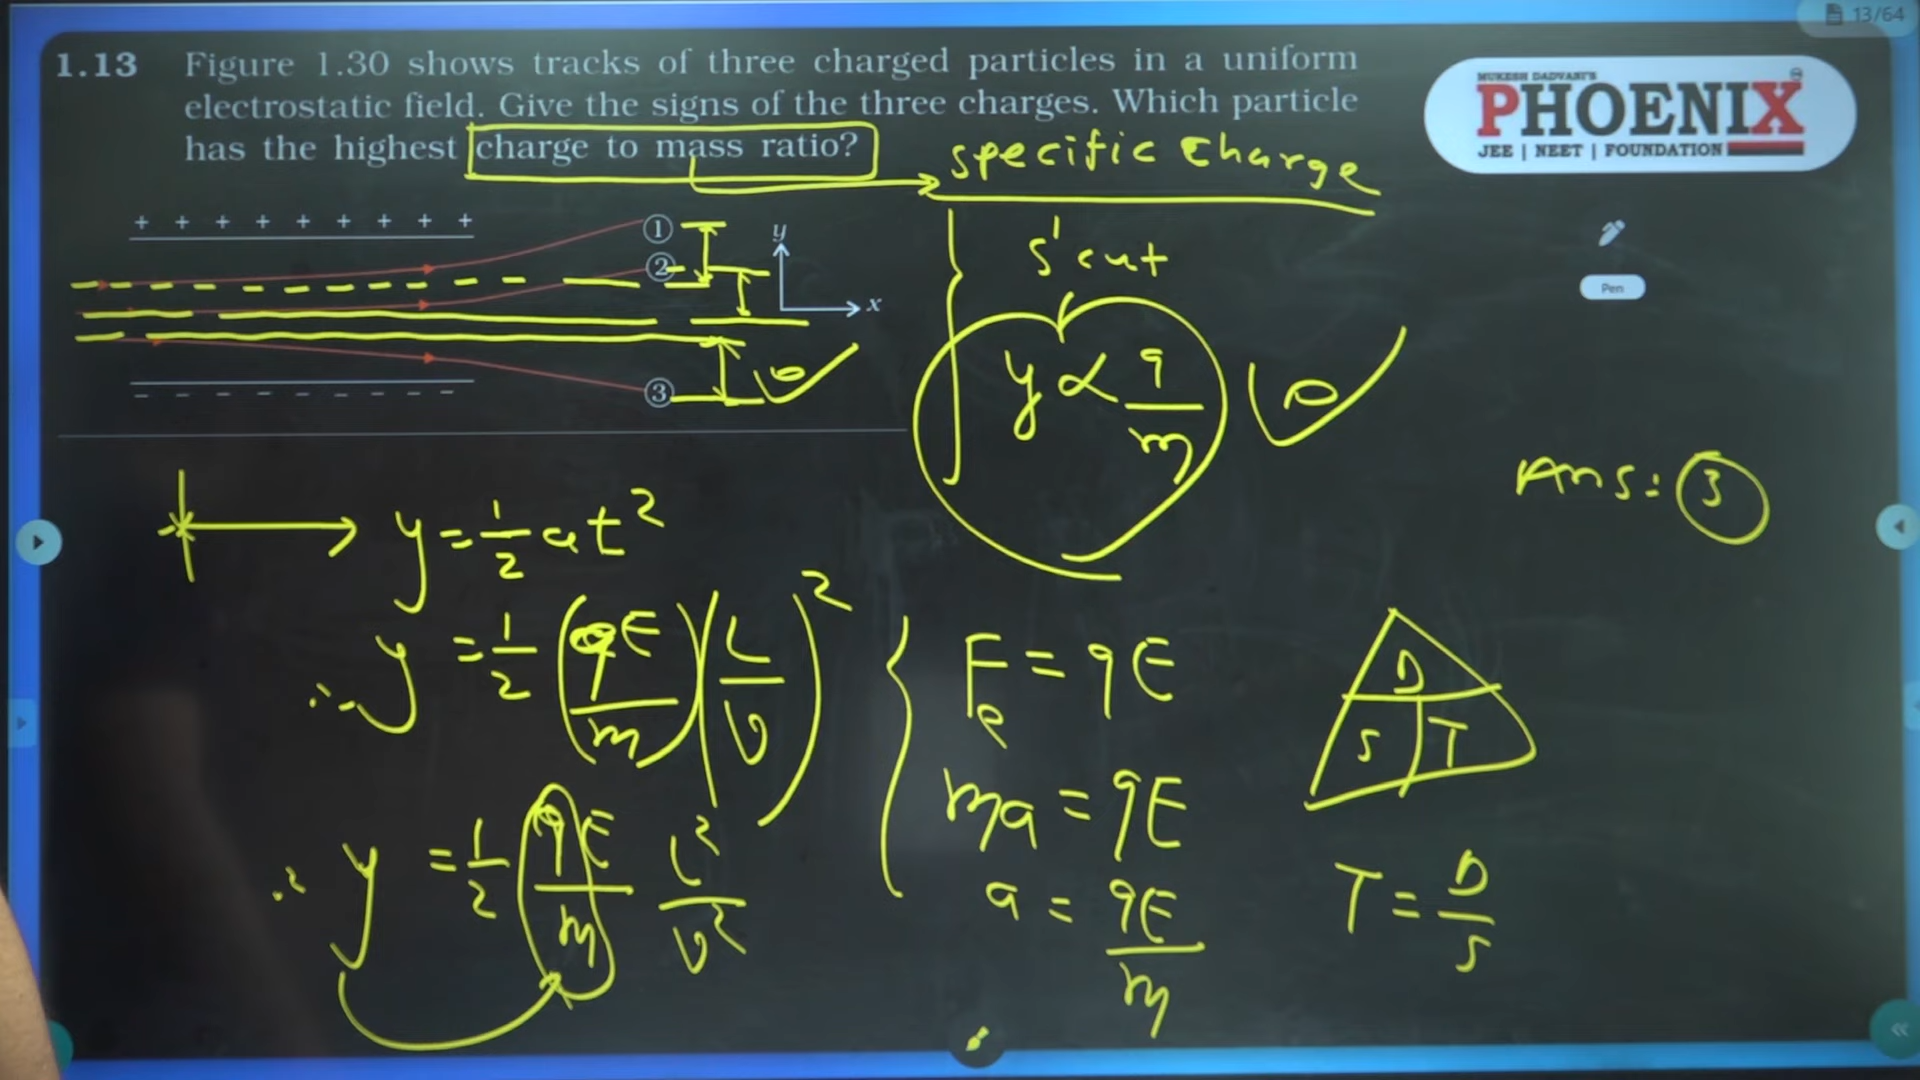 13/64
1.13 Figure 1.30 shows tracks of three charged particles in a uniform
electrostatic field. Give the signs of the three charges. Which particle
has the highest charge to mass ratio?
specific charge
MUKESH DADVANI'S
PHOENIX
JEE | NEET | FOUNDATION
+ + + + + + + + +
①
②
③
y
x
- - - - - - - -
S'cut
y ∝ q/m
Pen
Ans: ③
y = 1/2 at²
∴ y = 1/2 (qE/m) (L/v)²
∴ y = 1/2 qE/m L²/v²
Fe = qE
ma = qE
a = qE/m
D
S T
T = D/S